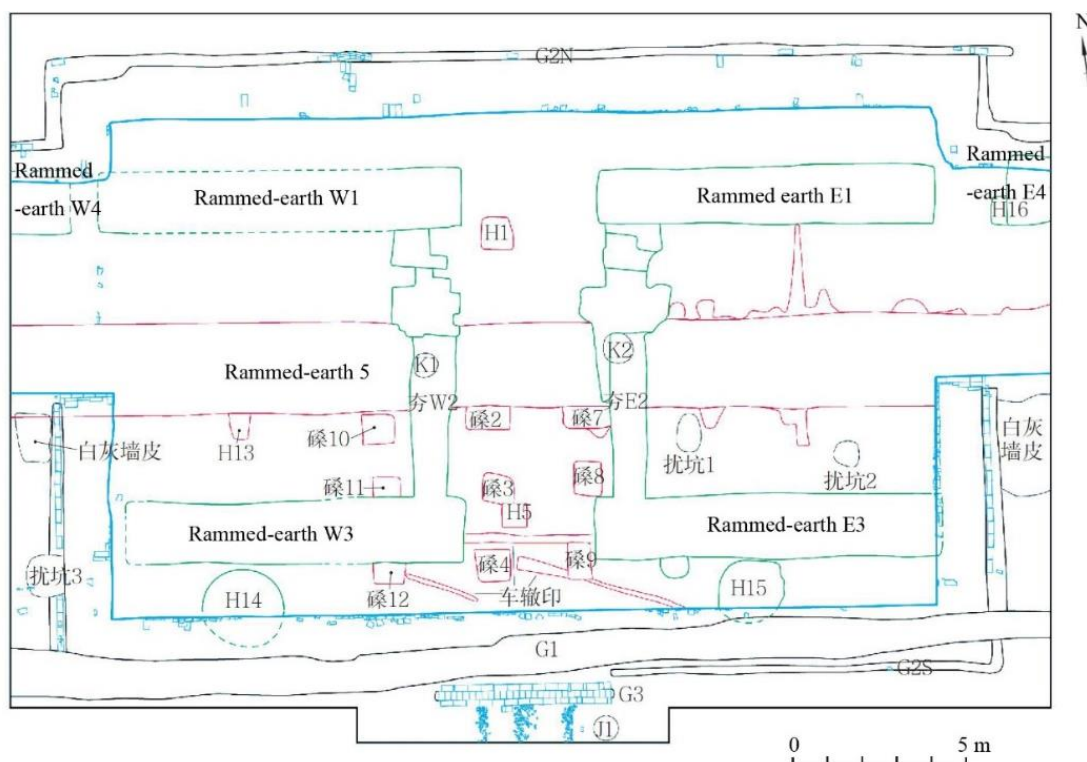 N
G2N
Rammed
-earth W4
Rammed-earth W1
Rammed earth E1
Rammed
-earth E4
H16
H1
K1
K2
Rammed-earth 5
夯W2
夯E2
磉2
磉7
白灰墙皮
H13
磉10
扰坑1
扰坑2
白灰
墙皮
磉11
磉3
磉8
H5
Rammed-earth W3
Rammed-earth E3
扰坑3
H14
磉12
磉4
磉9
车辙印
H15
G1
G2S
G3
J1
0
5 m